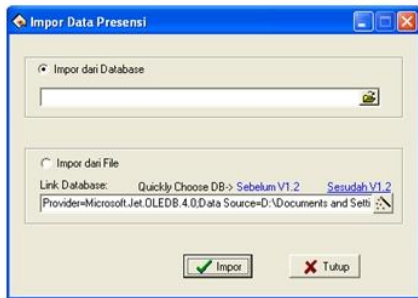 Impor Data Presensi
Impor dari Database
Impor dari File
Link Database: Quickly Choose DB-> Sebelum V1.2 Sesudah V1.2
Provider=Microsoft.Jet.OLEDB.4.0;Data Source=D:\Documents and Setti
Impor Tutup